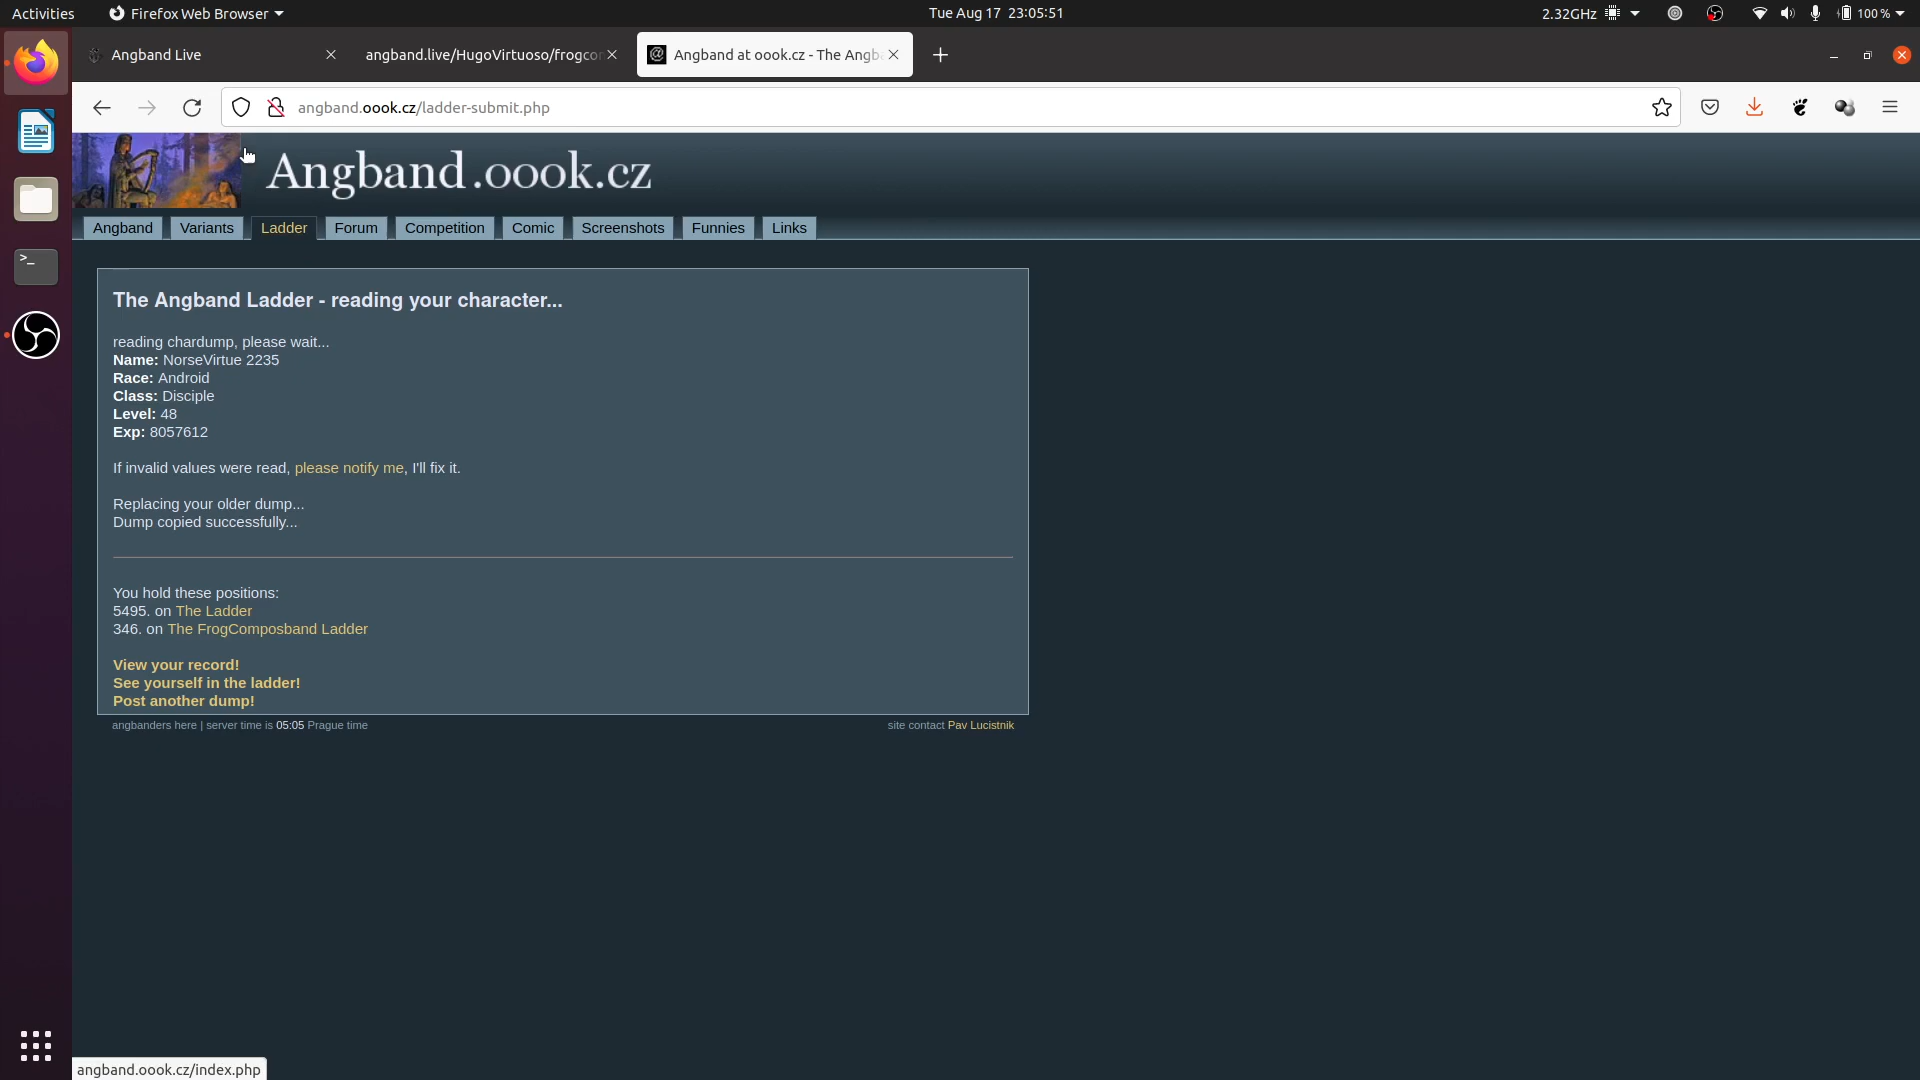 Activities
Firefox Web Browser
Tue Aug 17 23:05:51
2.32GHz
100 %
Angband Live
angband.live/HugoVirtuoso/frogco
Angband at oook.cz - The Angb
angband.oook.cz/ladder-submit.php
Angband.oook.cz
Angband
Variants
Ladder
Forum
Competition
Comic
Screenshots
Funnies
Links
The Angband Ladder - reading your character...
reading chardump, please wait...
Name: NorseVirtue 2235
Race: Android
Class: Disciple
Level: 48
Exp: 8057612
If invalid values were read, please notify me, I'll fix it.
Replacing your older dump...
Dump copied successfully...
You hold these positions:
5495. on The Ladder
346. on The FrogComposband Ladder
View your record!
See yourself in the ladder!
Post another dump!
angbanders here | server time is 05:05 Prague time
site contact Pav Lucistnik
angband.oook.cz/index.php